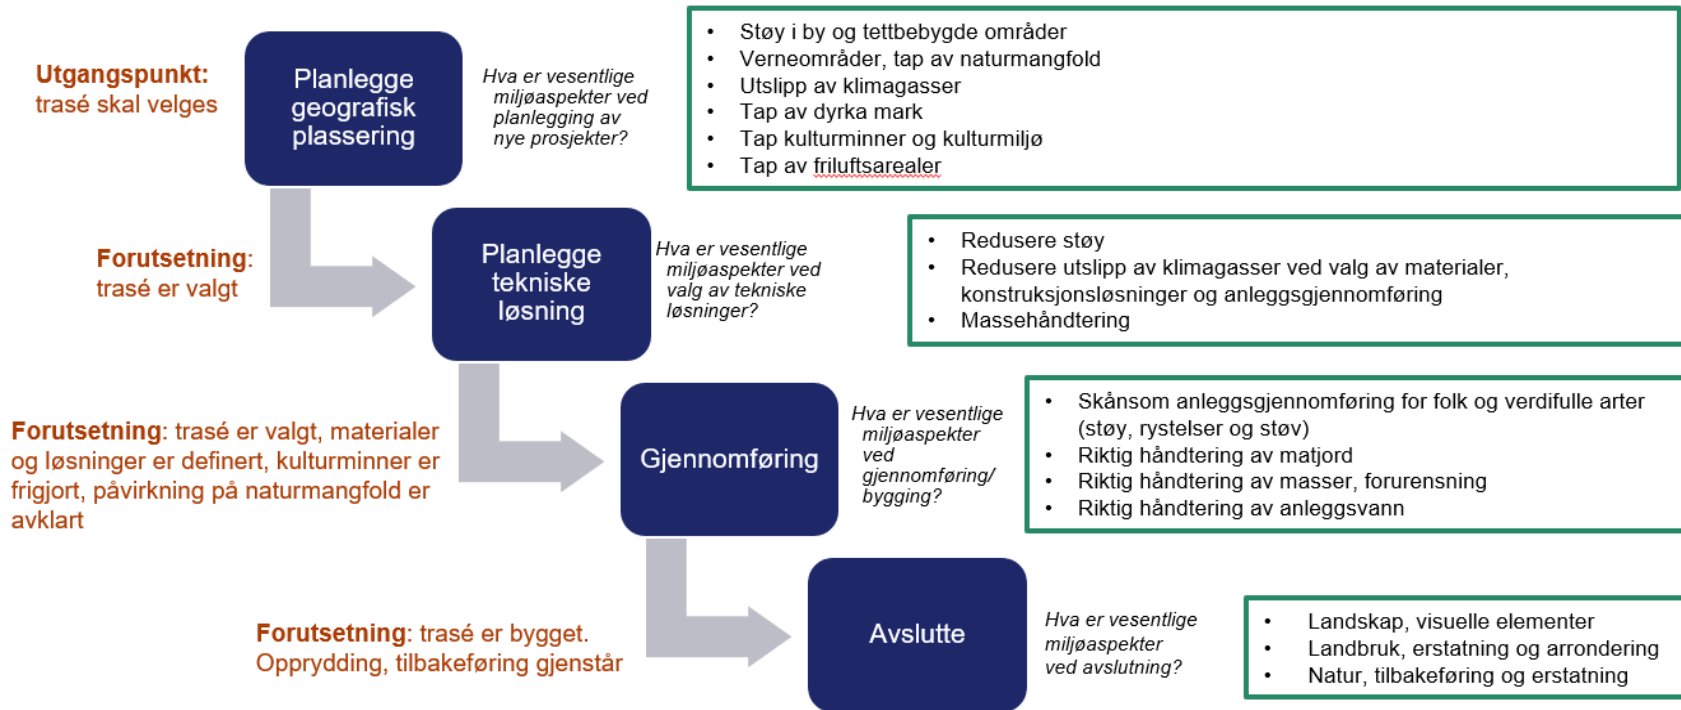 Utgangspunkt:
trasé skal velges
Planlegge
geografisk
plassering
Hva er vesentlige
miljøaspekter ved
planlegging av
nye prosjekter?
• Støy i by og tettbebygde områder
• Verneområder, tap av naturmangfold
• Utslipp av klimagasser
• Tap av dyrka mark
• Tap kulturminner og kulturmiljø
• Tap av friluftsarealer
Forutsetning:
trasé er valgt
Planlegge
tekniske
løsning
Hva er vesentlige
miljøaspekter ved
valg av tekniske
løsninger?
• Redusere støy
• Redusere utslipp av klimagasser ved valg av materialer,
konstruksjonsløsninger og anleggsgjennomføring
• Massehåndtering
Forutsetning: trasé er valgt, materialer
og løsninger er definert, kulturminner er
frigjort, påvirkning på naturmangfold er
avklart
Gjennomføring
Hva er vesentlige
miljøaspekter
ved
gjennomføring/
bygging?
• Skånsom anleggsgjennomføring for folk og verdifulle arter
(støy, rystelser og støv)
• Riktig håndtering av matjord
• Riktig håndtering av masser, forurensning
• Riktig håndtering av anleggsvann
Forutsetning: trasé er bygget.
Opprydding, tilbakeføring gjenstår
Avslutte
Hva er vesentlige
miljøaspekter
ved avslutning?
• Landskap, visuelle elementer
• Landbruk, erstatning og arrondering
• Natur, tilbakeføring og erstatning